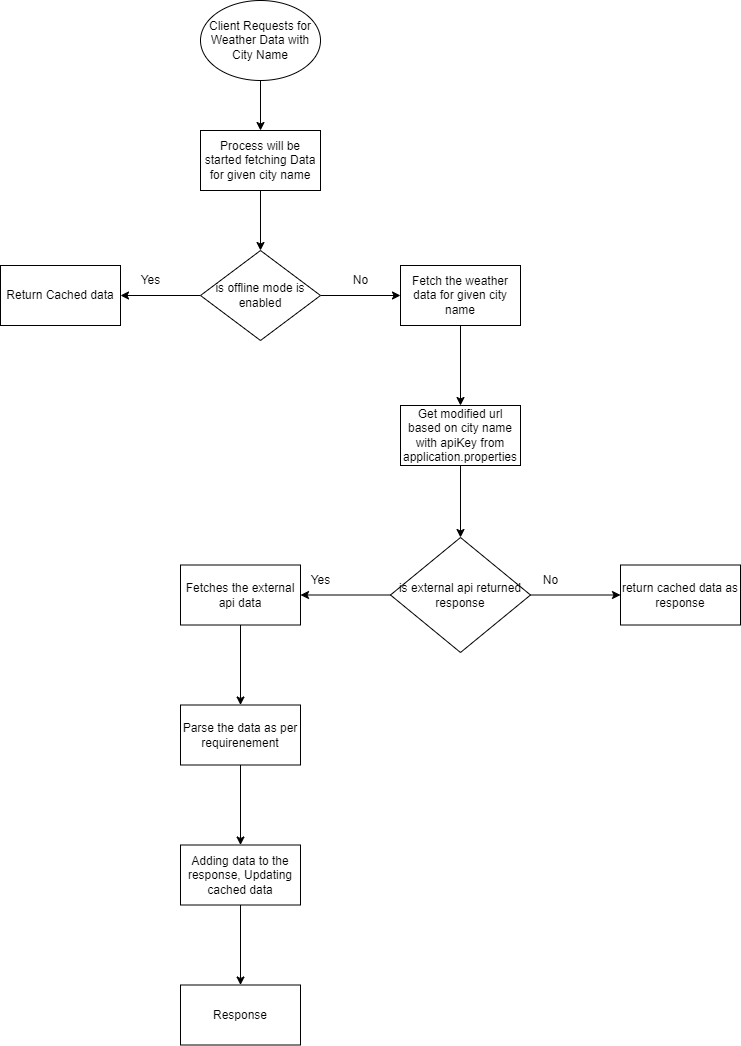 Client Requests for
Weather Data with
City Name
Process will be
started fetching Data
for given city name
Yes
No
Return Cached data
is offline mode is
enabled
Fetch the weather
data for given city
name
Get modified url
based on city name
with apiKey from
application.properties
Yes
No
Fetches the external
api data
is external api returned
response
return cached data as
response
Parse the data as per
requirenement
Adding data to the
response, Updating
cached data
Response